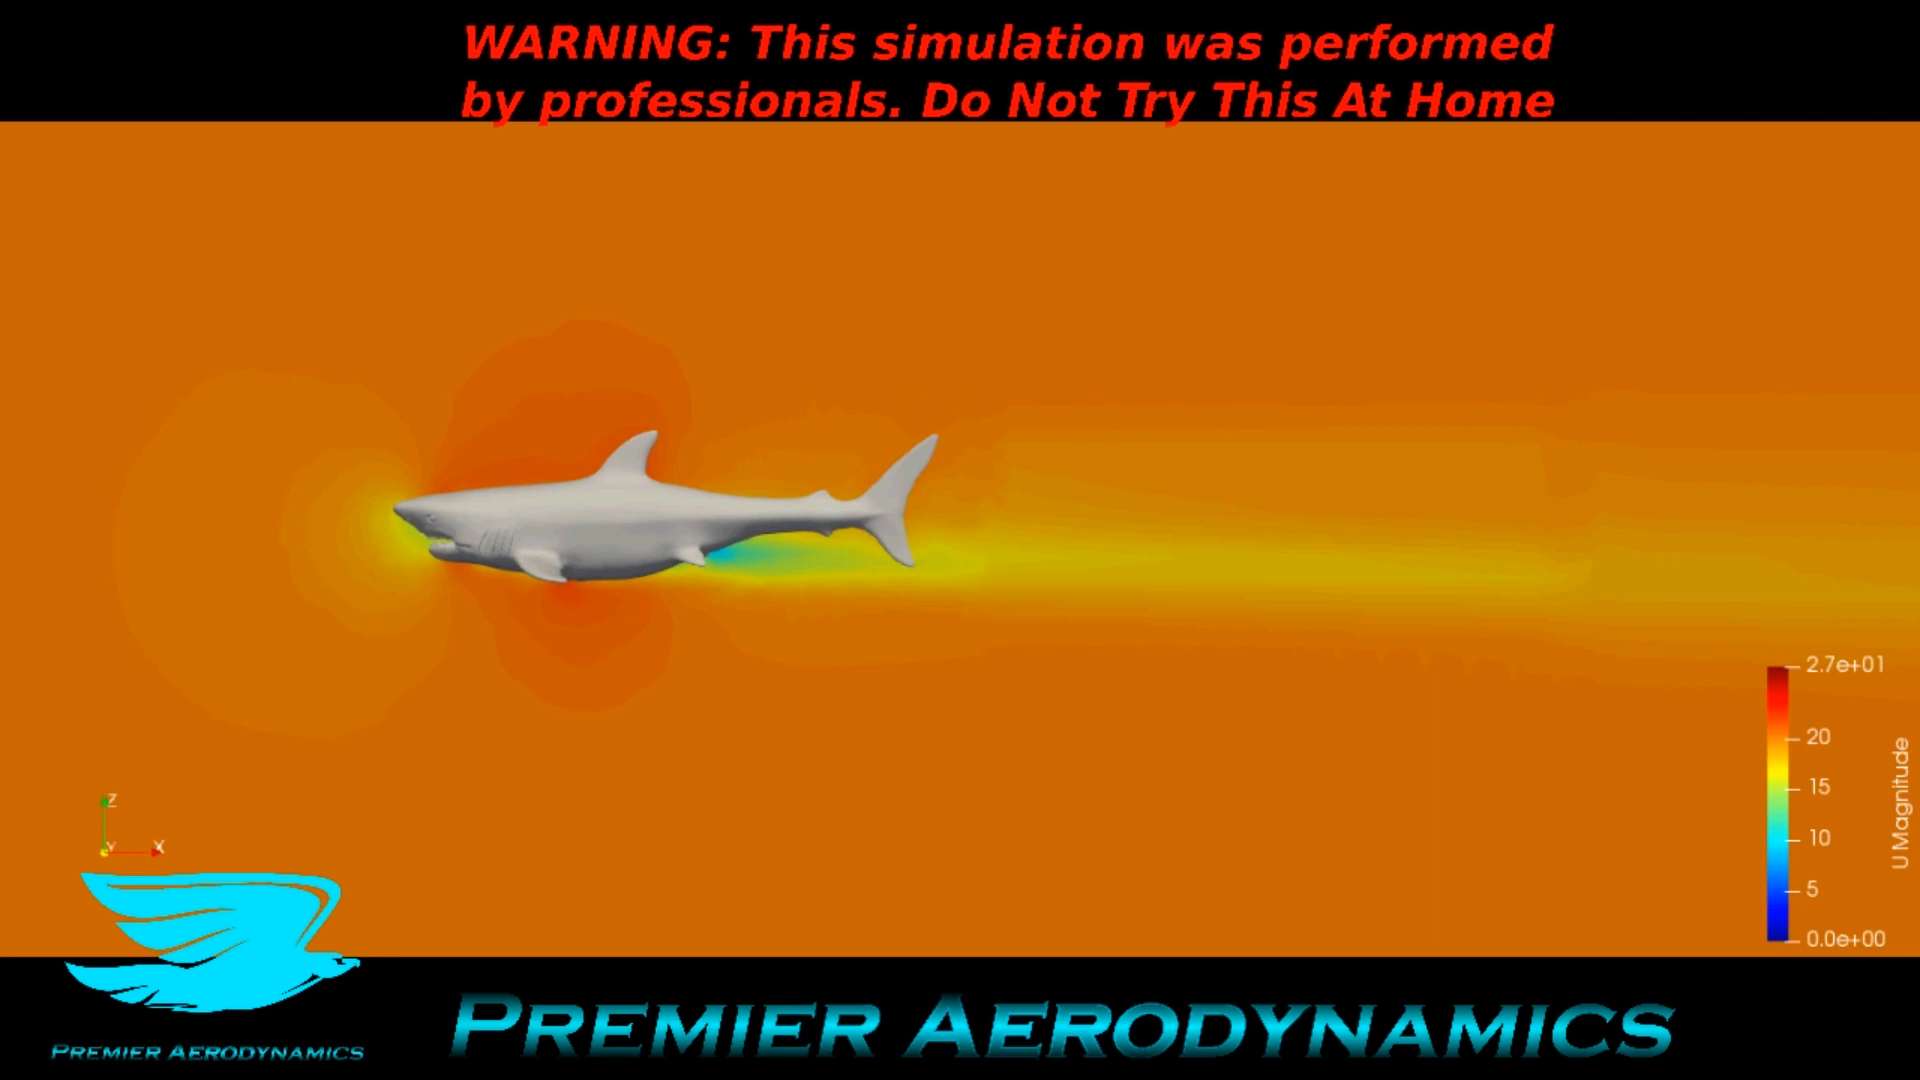 WARNING: This simulation was performed
by professionals. Do Not Try This At Home
2.7e+01
20
15
10
5
0.0e+00
U Magnitude
Z
Y
X
PREMIER AERODYNAMICS
PREMIER AERODYNAMICS